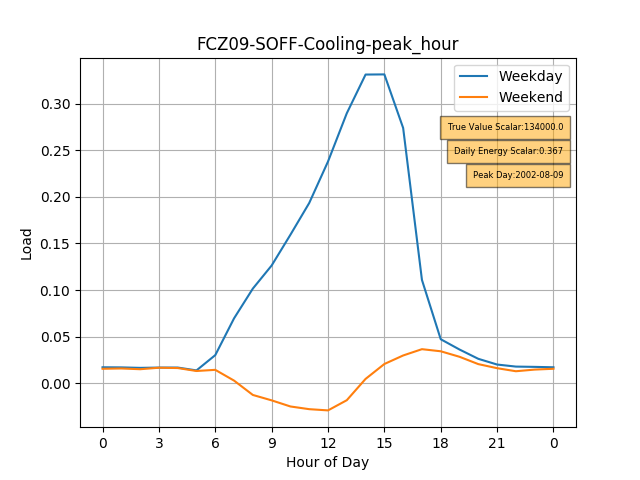 FCZ09-SOFF-Cooling-peak_hour
Weekday
Weekend
True Value Scalar:134000.0
Daily Energy Scalar:0.367
Peak Day:2002-08-09
Load
0.30
0.25
0.20
0.15
0.10
0.05
0.00
0 3 6 9 12 15 18 21 0
Hour of Day